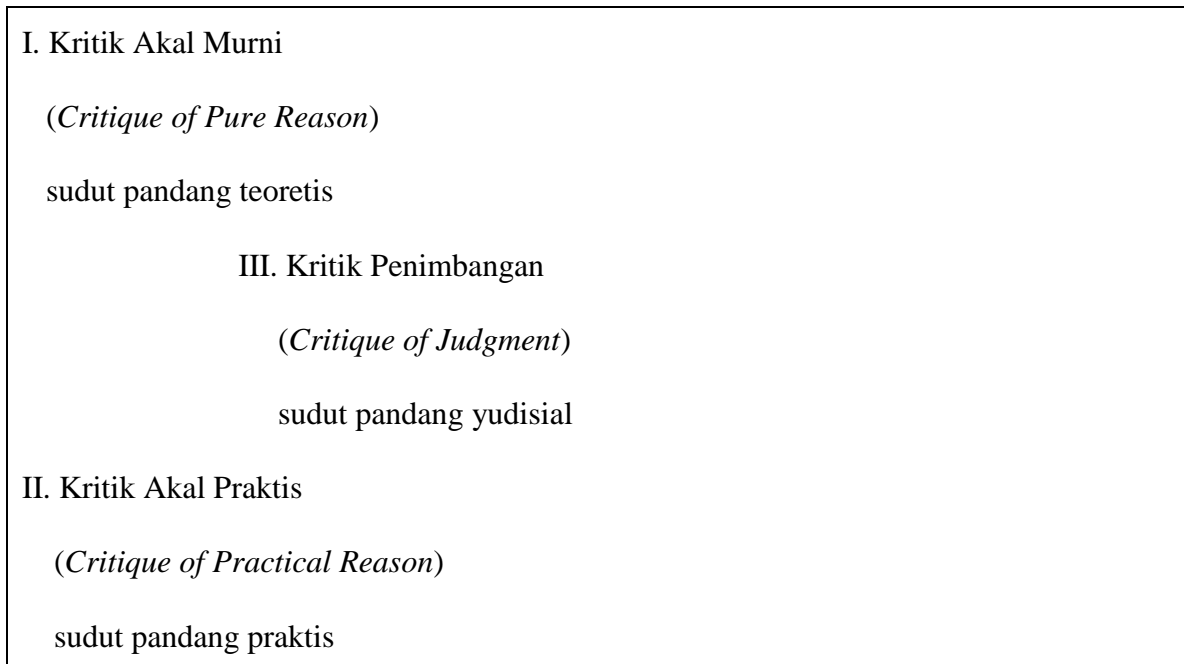 I. Kritik Akal Murni
(Critique of Pure Reason)
sudut pandang teoretis
III. Kritik Penimbangan
(Critique of Judgment)
sudut pandang yudisial
II. Kritik Akal Praktis
(Critique of Practical Reason)
sudut pandang praktis